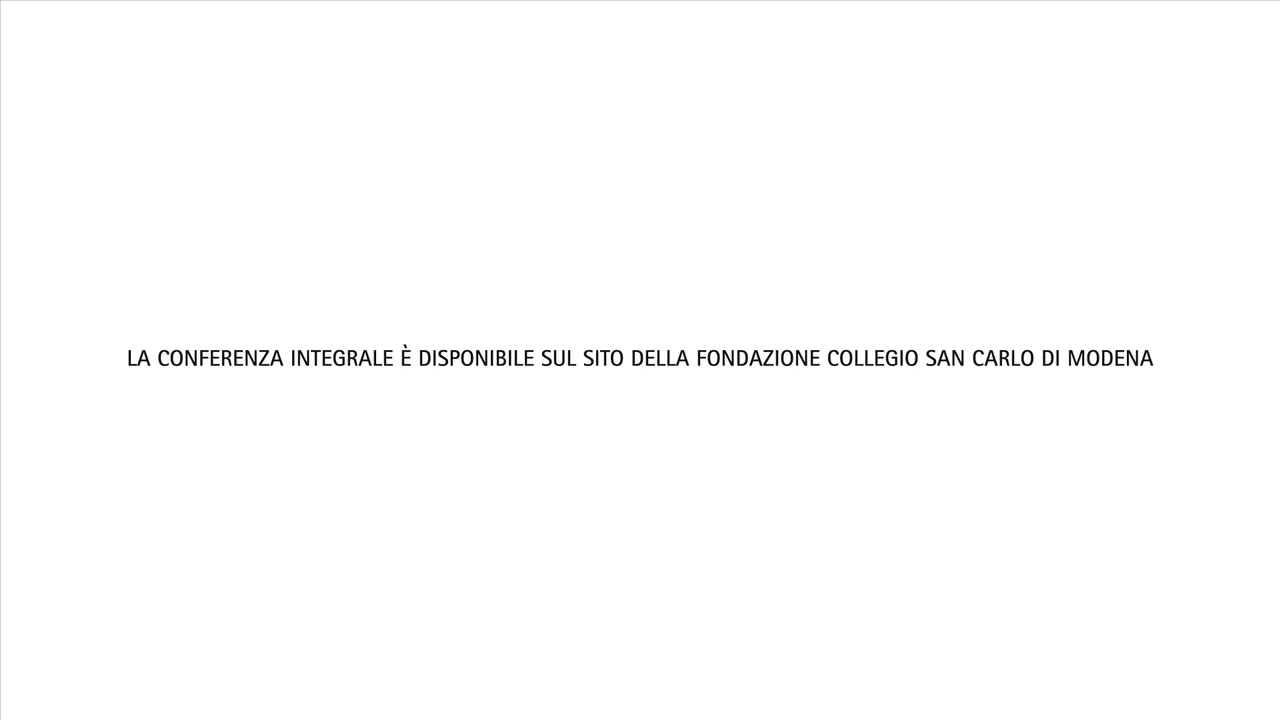 LA CONFERENZA INTEGRALE È DISPONIBILE SUL SITO DELLA FONDAZIONE COLLEGIO SAN CARLO DI MODENA